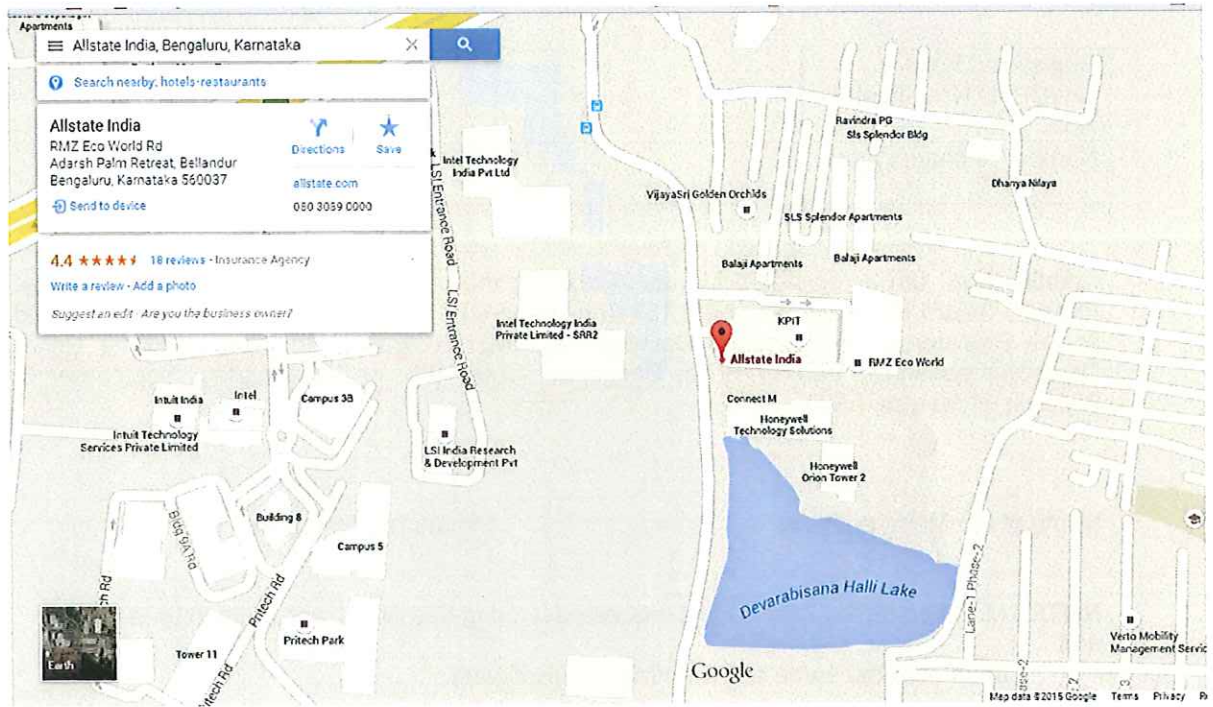 Apartments
Allstate India, Bengaluru, Karnataka
Search nearby: hotels - restaurants
Allstate India
RMZ Eco World Rd
Adarsh Palm Retreat, Bellandur
Bengaluru, Karnataka 560037
Send to device
Directions
Save
allstate.com
080 3089 0000
4.4
18 reviews - Insurance Agency
Write a review - Add a photo
Suggest an edit - Are you the business owner?
Intel Technology
India Pvt Ltd
LSI Entrance Road
LSI Entrance Road
Intel Technology India
Private Limited - SRR2
VijayaSri Golden Orchids
Ravindra PG
Sls Splendor Bldg
Dhanya Nilaya
SLS Splendor Apartments
Balaji Apartments
Balaji Apartments
KPIT
Allstate India
RMZ Eco World
Connect M
Honeywell
Technology Solutions
Honeywell
Orion Tower 2
Intuit India
Intel
Campus 3B
Intuit Technology
Services Private Limited
LSI India Research
& Development Pvt
Building 8
Bldg 9A Rd
Campus 5
Pritech Rd
Pritech Park
Tower 11
Pritech Rd
Earth
Devarabisana Halli Lake
Lane-1 Phase-2
Verto Mobility
Management Servic
Google
Map data ©2015 Google Terms Privacy